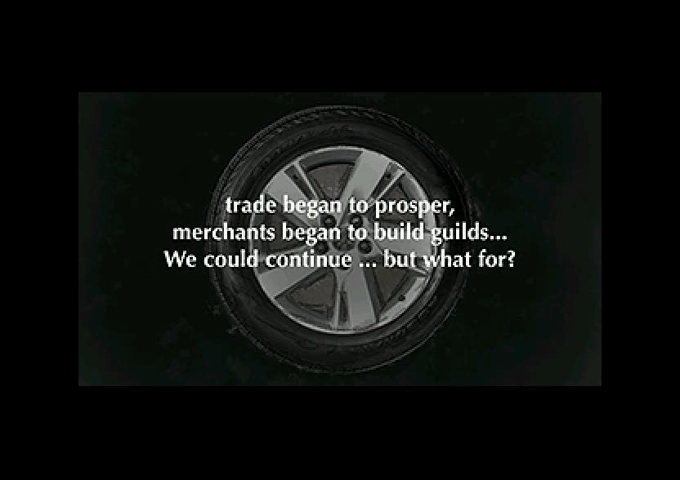 trade began to prosper,
merchants began to build guilds...
We could continue ... but what for?